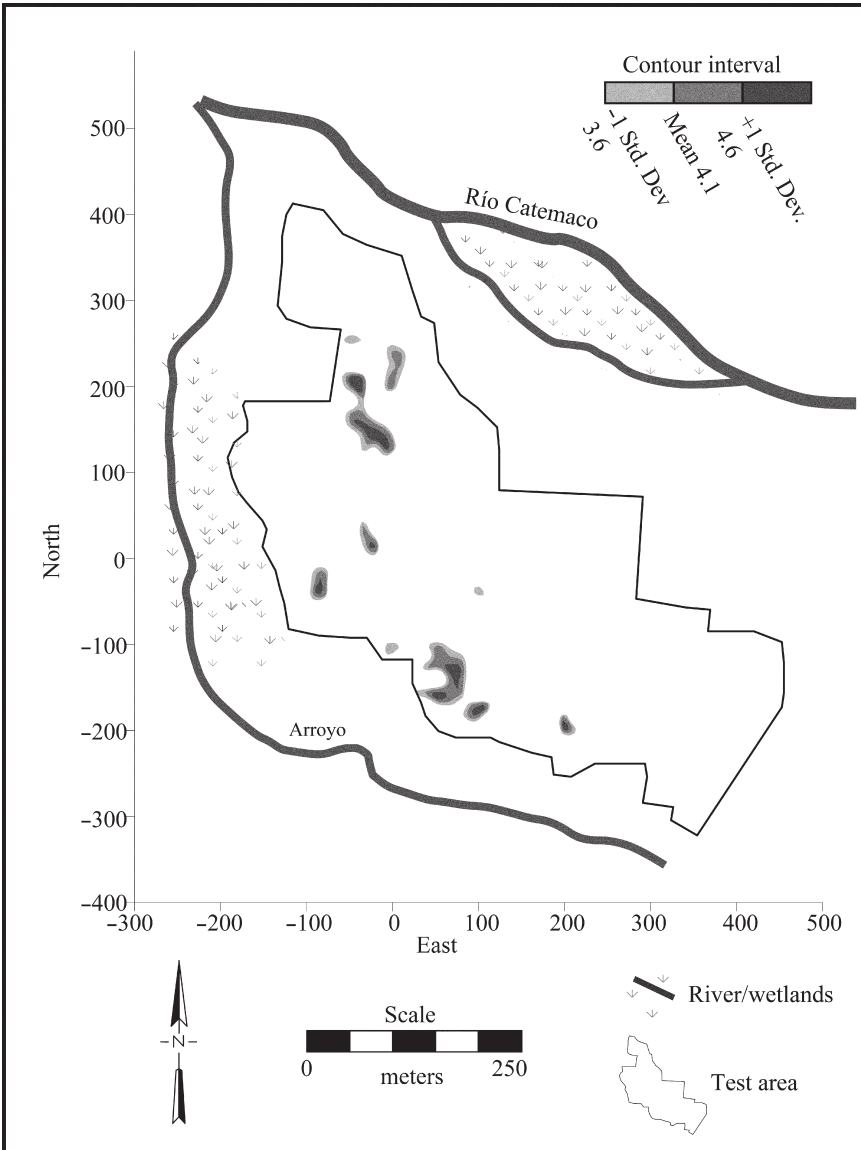 Contour interval
-1 Std. Dev
3.6
Mean 4.1
+1 Std. Dev.
4.6
Río Catemaco
500
400
300
200
100
0
-100
-200
-300
-400
North
Arroyo
-300 -200 -100 0 100 200 300 400 500
East
-N-
Scale
0 250
meters
River/wetlands
Test area